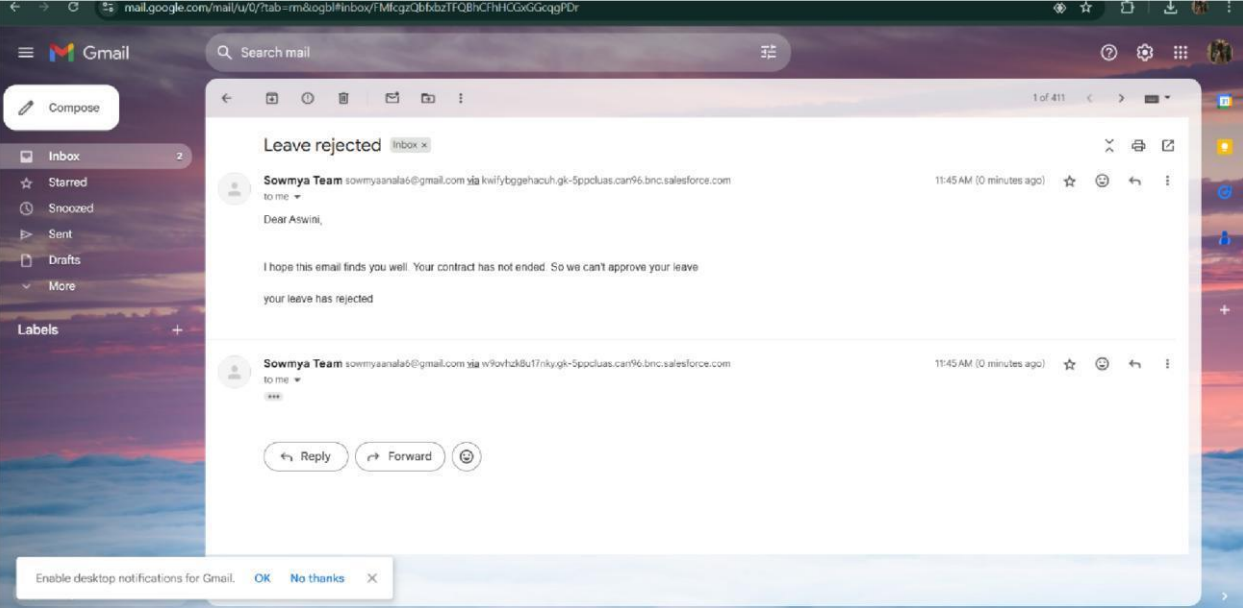 mail.google.com/mail/u/0/?tab=rm&ogbl#inbox/FMfcgzQbfxbzTFQBhCFhHCGxGGcqgPDr
Gmail
Search mail
Compose
1 of 411
Leave rejected Inbox ×
Inbox 2
Starred
Snoozed
Sent
Drafts
More
Labels +
Sowmya Team sowmyaanala6@gmail.com via kwifybggehacuh.gk-5ppcluas.can96.bnc.salesforce.com 11:45 AM (0 minutes ago)
to me
Dear Aswini,
I hope this email finds you well. Your contract has not ended. So we can't approve your leave
your leave has rejected
Sowmya Team sowmyaanala6@gmail.com via w9ovhzk8u17nky.gk-5ppcluas.can96.bnc.salesforce.com 11:45 AM (0 minutes ago)
to me
Reply Forward
Enable desktop notifications for Gmail. OK No thanks